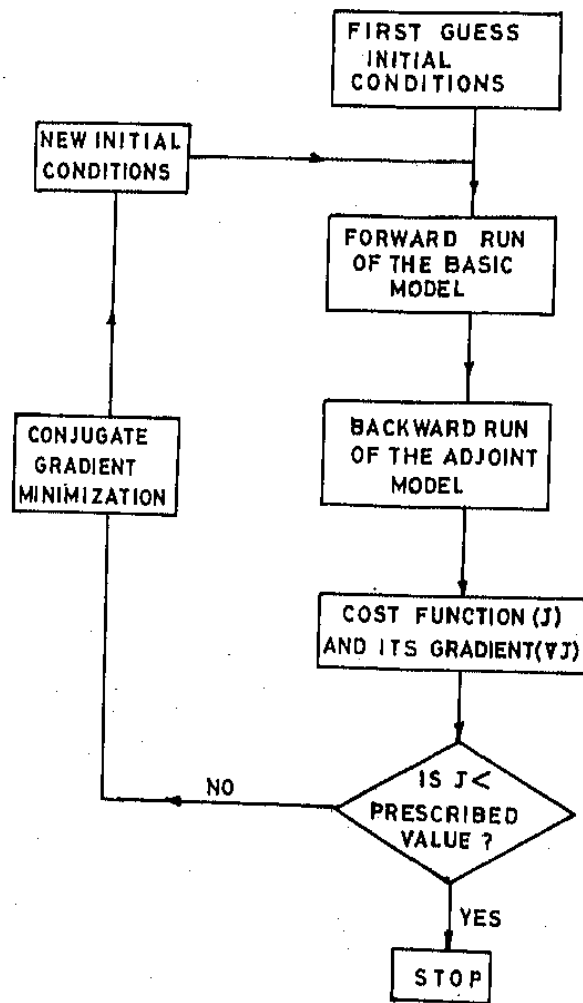 FIRST GUESS
INITIAL
CONDITIONS
NEW INITIAL
CONDITIONS
FORWARD RUN
OF THE BASIC
MODEL
BACKWARD RUN
OF THE ADJOINT
MODEL
CONJUGATE
GRADIENT
MINIMIZATION
COST FUNCTION (J)
AND ITS GRADIENT(∇J)
IS J<
PRESCRIBED
VALUE ?
NO
YES
STOP